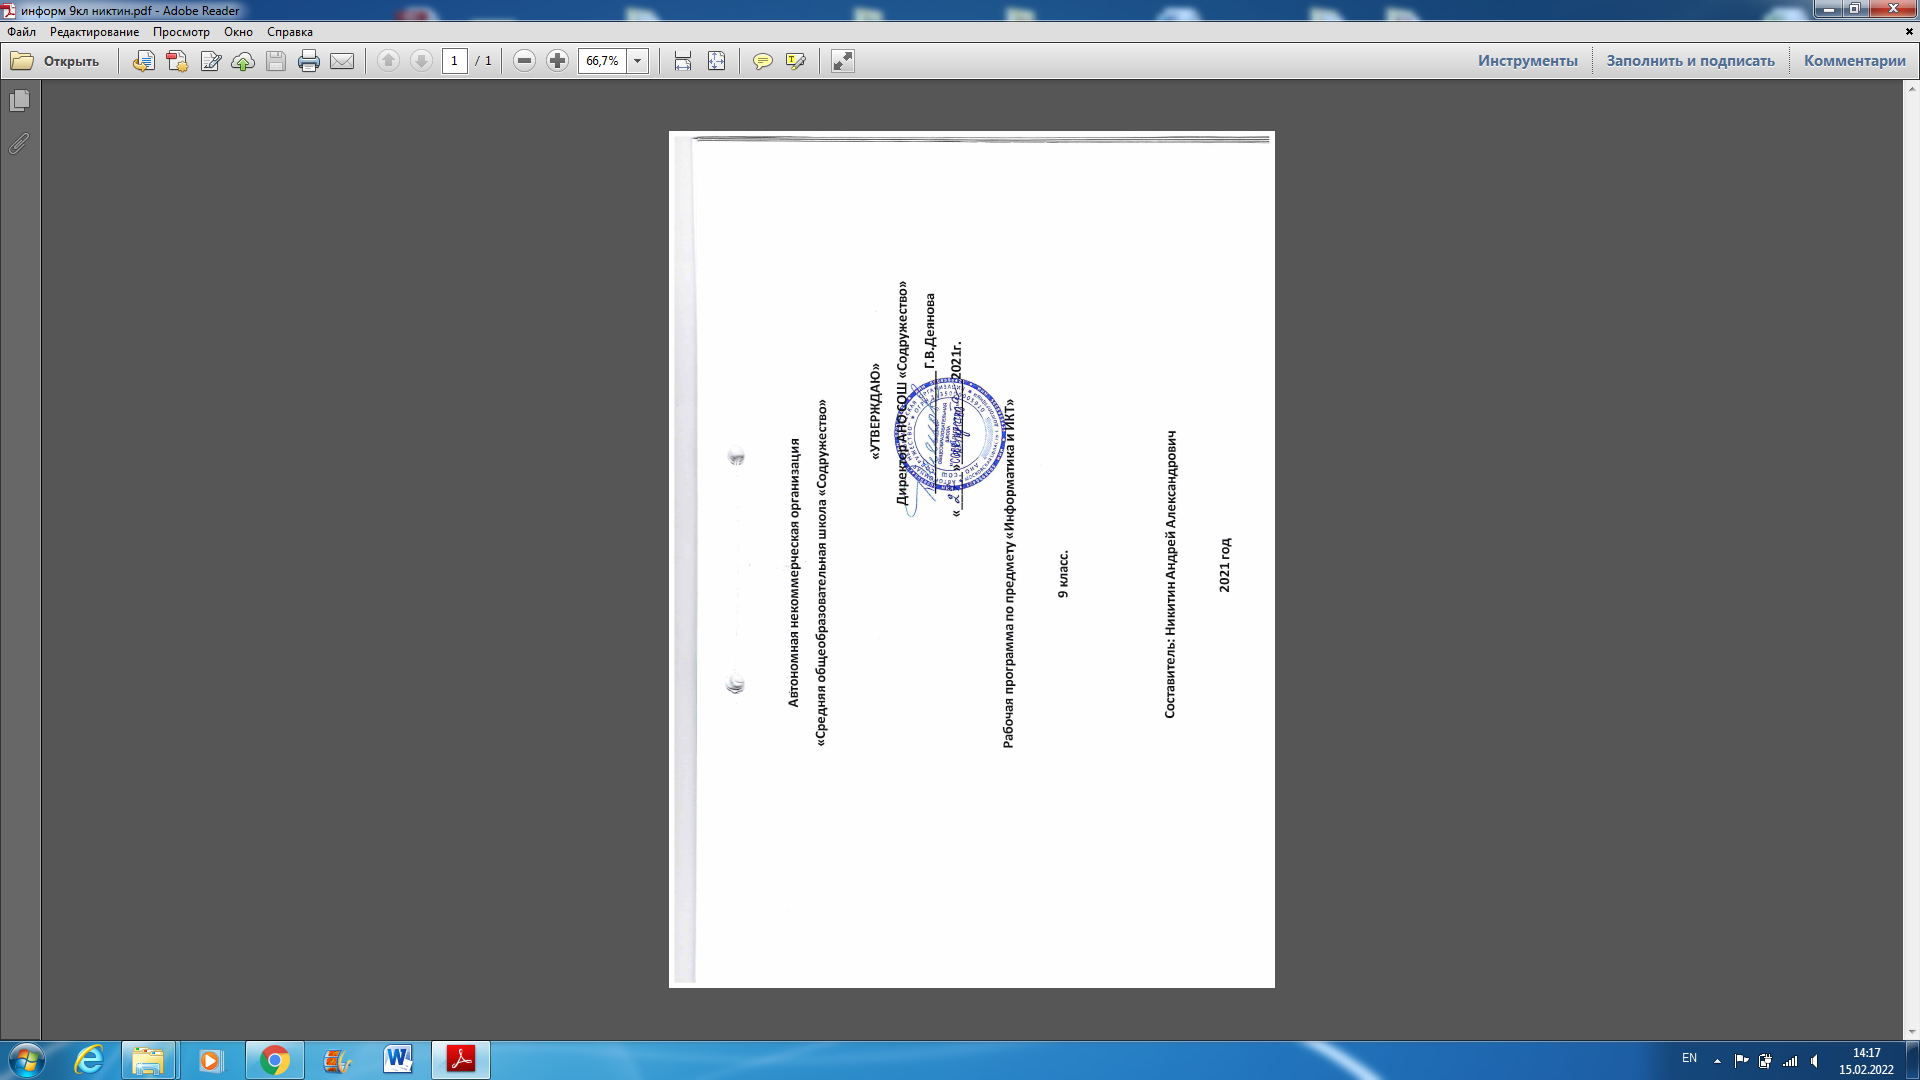 информ 9кл никтин.pdf - Adobe Reader
Файл Редактирование Просмотр Окно Справка
Открыть 1 / 1 66,7% Инструменты Заполнить и подписать Комментарии
Автономная некоммерческая организация
«Средняя общеобразовательная школа «Содружество»
«УТВЕРЖДАЮ»
Директор АНО СОШ «Содружество»
Г.В.Деянова
« » 2021г.
Рабочая программа по предмету «Информатика и ИКТ»
9 класс.
Составитель: Никитин Андрей Александрович
2021 год
EN
14:17
15.02.2022